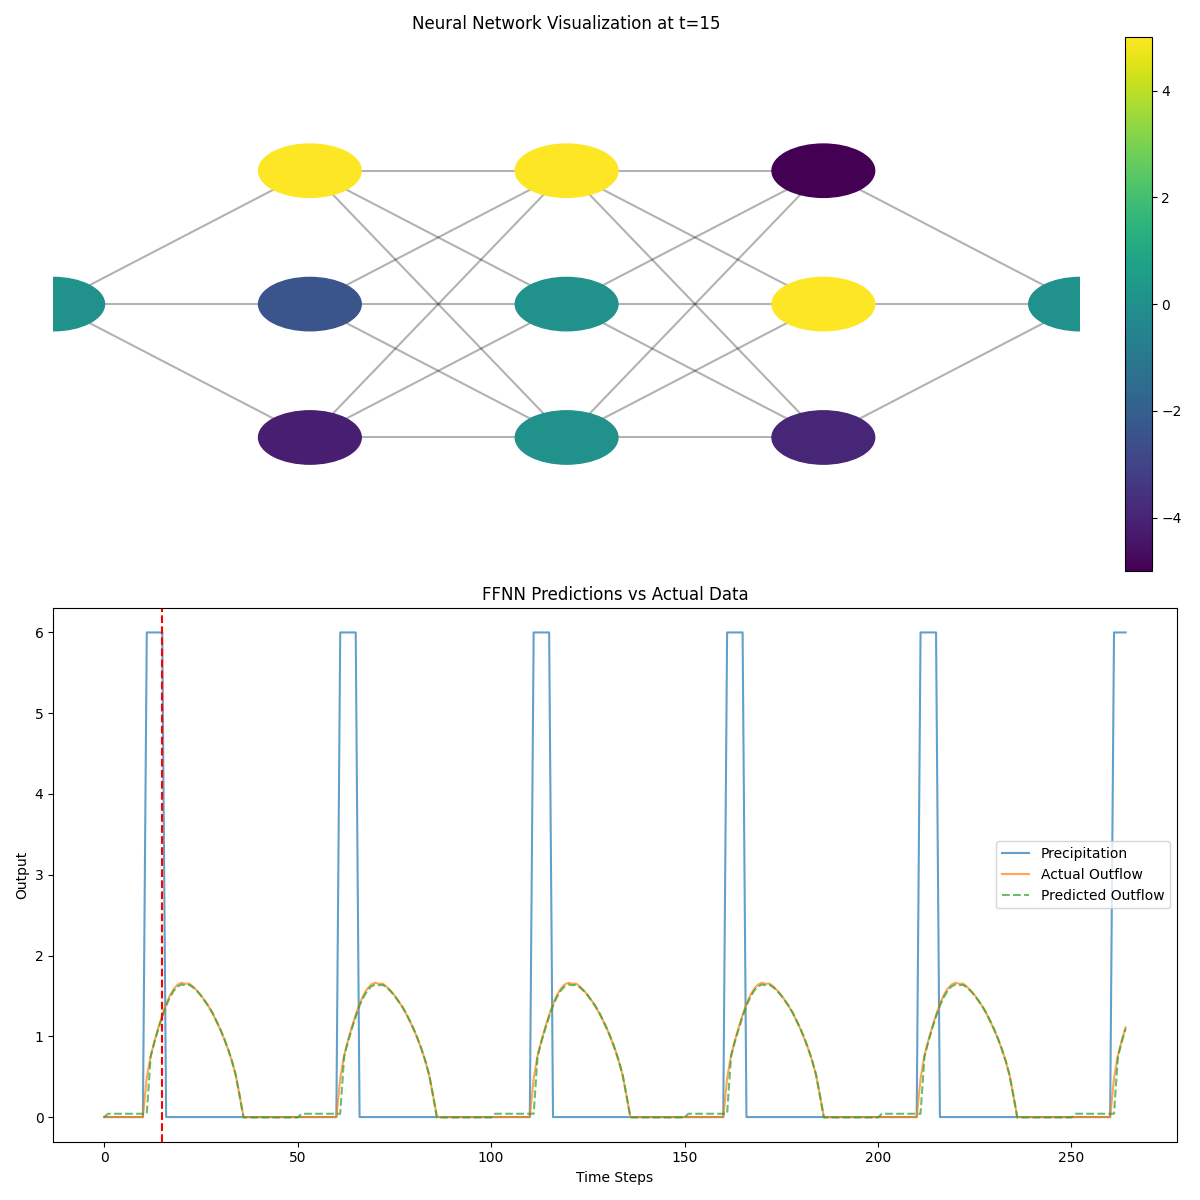 Neural Network Visualization at t=15
4
2
0
−2
−4
FFNN Predictions vs Actual Data
6
5
4
3
2
1
0
Output
Precipitation
Actual Outflow
Predicted Outflow
0 50 100 150 200 250
Time Steps